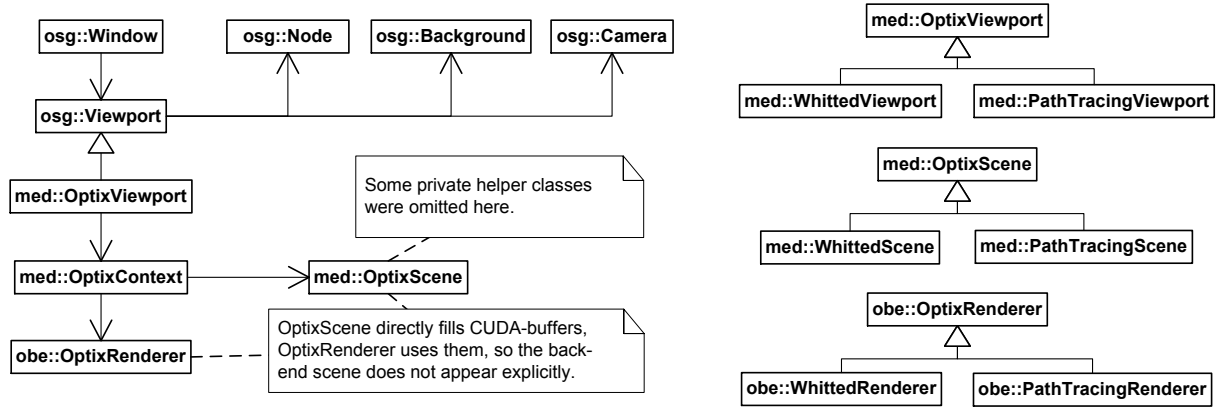 osg::Window
osg::Node
osg::Background
osg::Camera
osg::Viewport
med::OptixViewport
Some private helper classes
were omitted here.
med::OptixContext
med::OptixScene
OptixScene directly fills CUDA-buffers,
OptixRenderer uses them, so the back-
end scene does not appear explicitly.
obe::OptixRenderer
med::OptixViewport
med::WhittedViewport
med::PathTracingViewport
med::OptixScene
med::WhittedScene
med::PathTracingScene
obe::OptixRenderer
obe::WhittedRenderer
obe::PathTracingRenderer